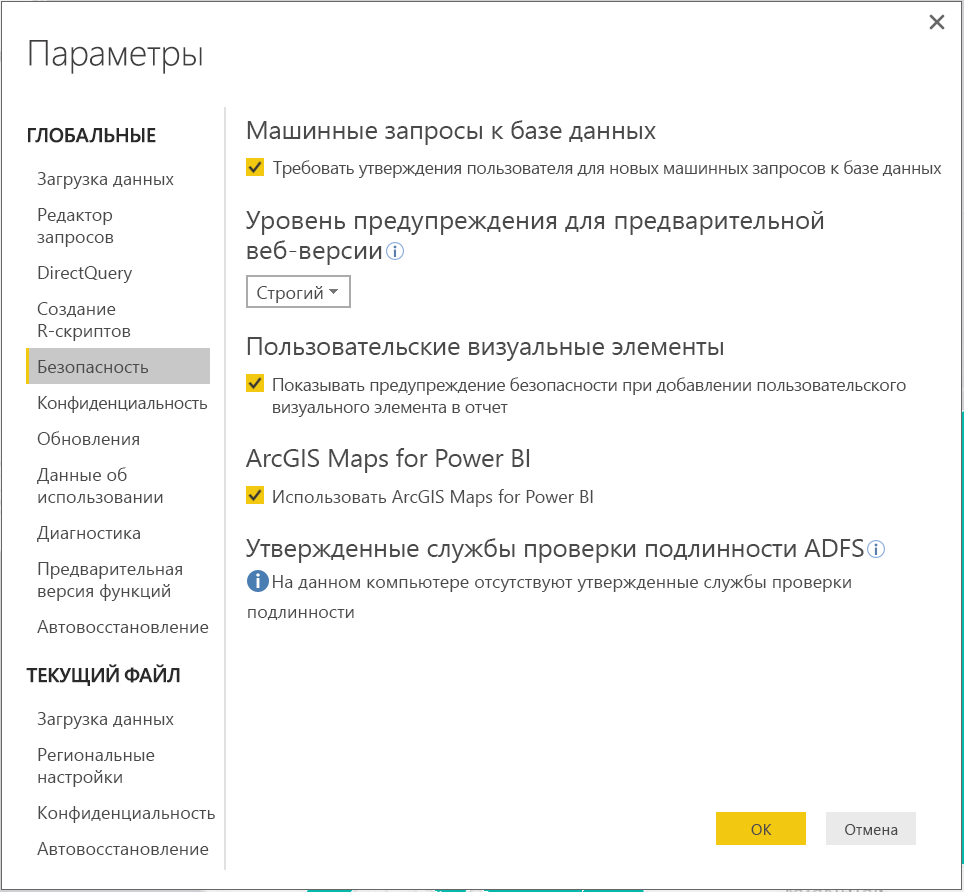 Параметры
ГЛОБАЛЬНЫЕ
Загрузка данных
Редактор
запросов
DirectQuery
Создание
R-скриптов
Безопасность
Конфиденциальность
Обновления
Данные об
использовании
Диагностика
Предварительная
версия функций
Автовосстановление
ТЕКУЩИЙ ФАЙЛ
Загрузка данных
Региональные
настройки
Конфиденциальность
Автовосстановление
Машинные запросы к базе данных
Требовать утверждения пользователя для новых машинных запросов к базе данных
Уровень предупреждения для предварительной
веб-версии
Строгий
Пользовательские визуальные элементы
Показывать предупреждение безопасности при добавлении пользовательского
визуального элемента в отчет
ArcGIS Maps for Power BI
Использовать ArcGIS Maps for Power BI
Утвержденные службы проверки подлинности ADFS
На данном компьютере отсутствуют утвержденные службы проверки
подлинности
ОК
Отмена